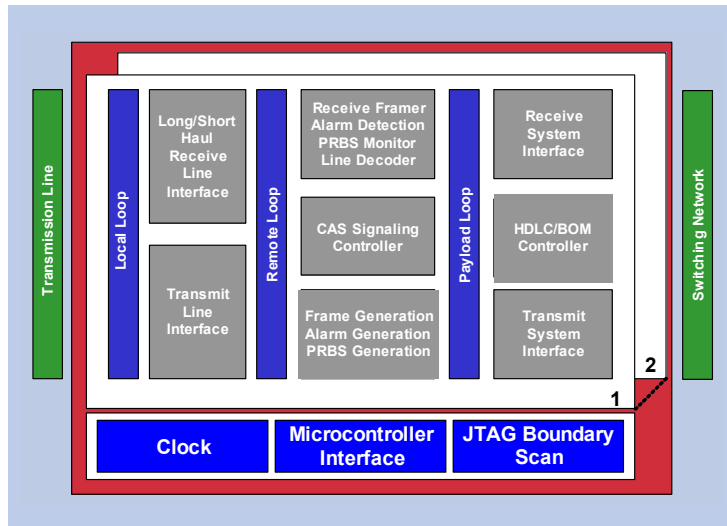 Transmission Line
Local Loop
Long/Short
Haul
Receive
Line
Interface
Transmit
Line
Interface
Remote Loop
Receive Framer
Alarm Detection
PRBS Monitor
Line Decoder
CAS Signaling
Controller
Frame Generation
Alarm Generation
PRBS Generation
Payload Loop
Receive
System
Interface
HDLC/BOM
Controller
Transmit
System
Interface
Switching Network
2
1
Clock
Microcontroller
Interface
JTAG Boundary
Scan